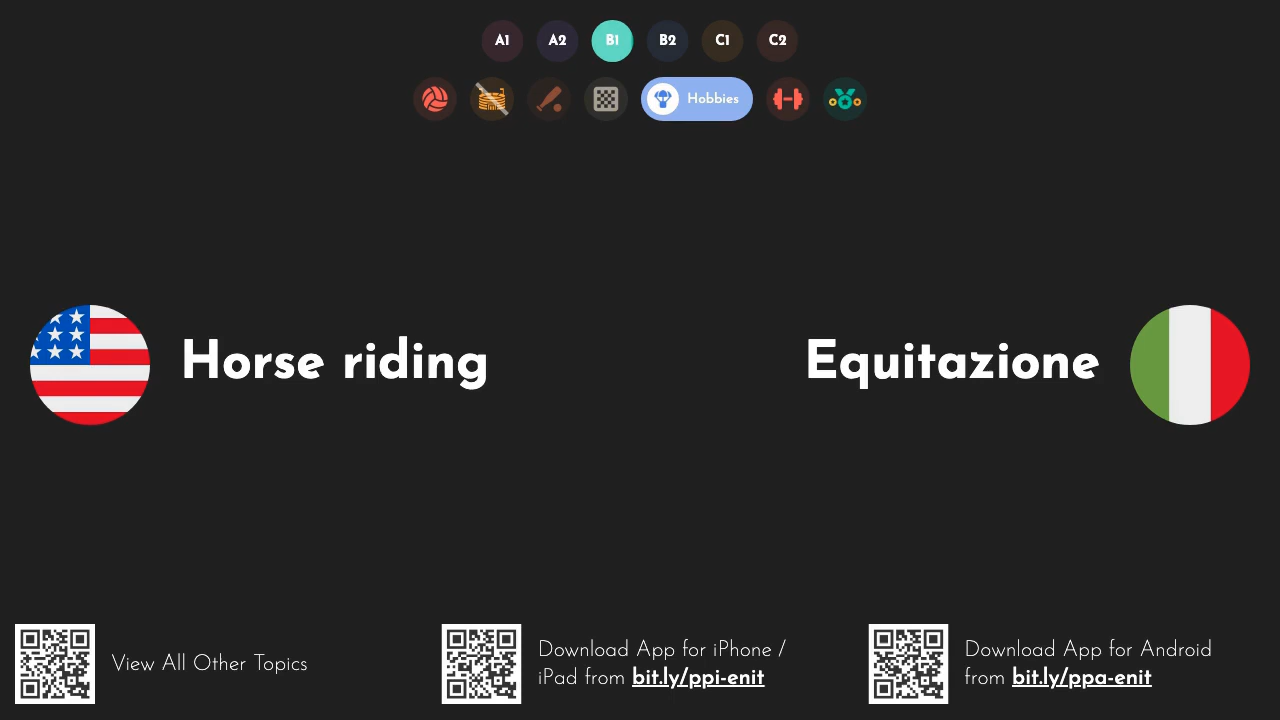 A1 A2 B1 B2 C1 C2
Hobbies
Horse riding
Equitazione
View All Other Topics
Download App for iPhone /
iPad from bit.ly/ppi-enit
Download App for Android
from bit.ly/ppa-enit